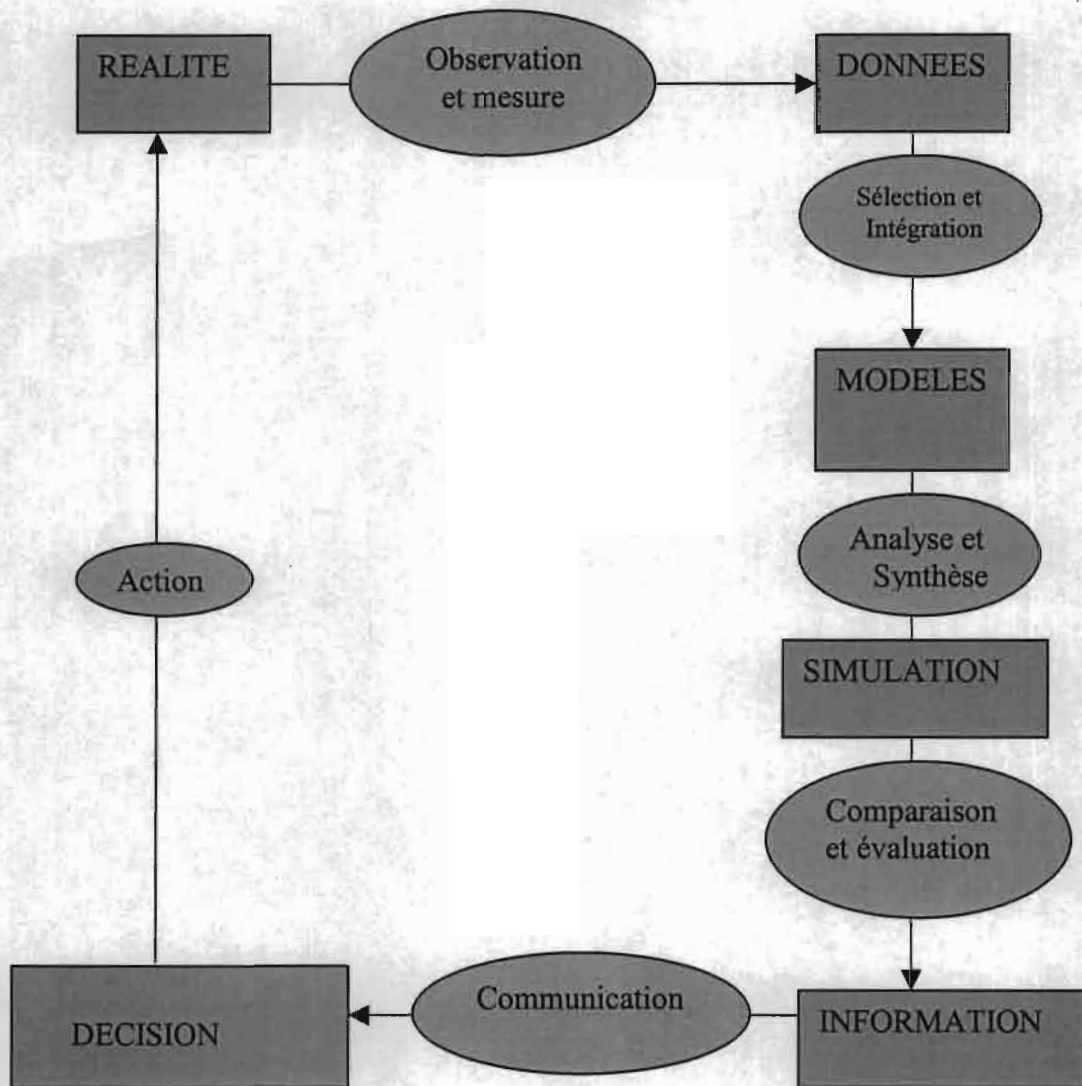 REALITE
Observation
et mesure
DONNEES
Sélection et
Intégration
MODELES
Analyse et
Synthèse
SIMULATION
Comparaison
et évaluation
INFORMATION
Communication
DECISION
Action